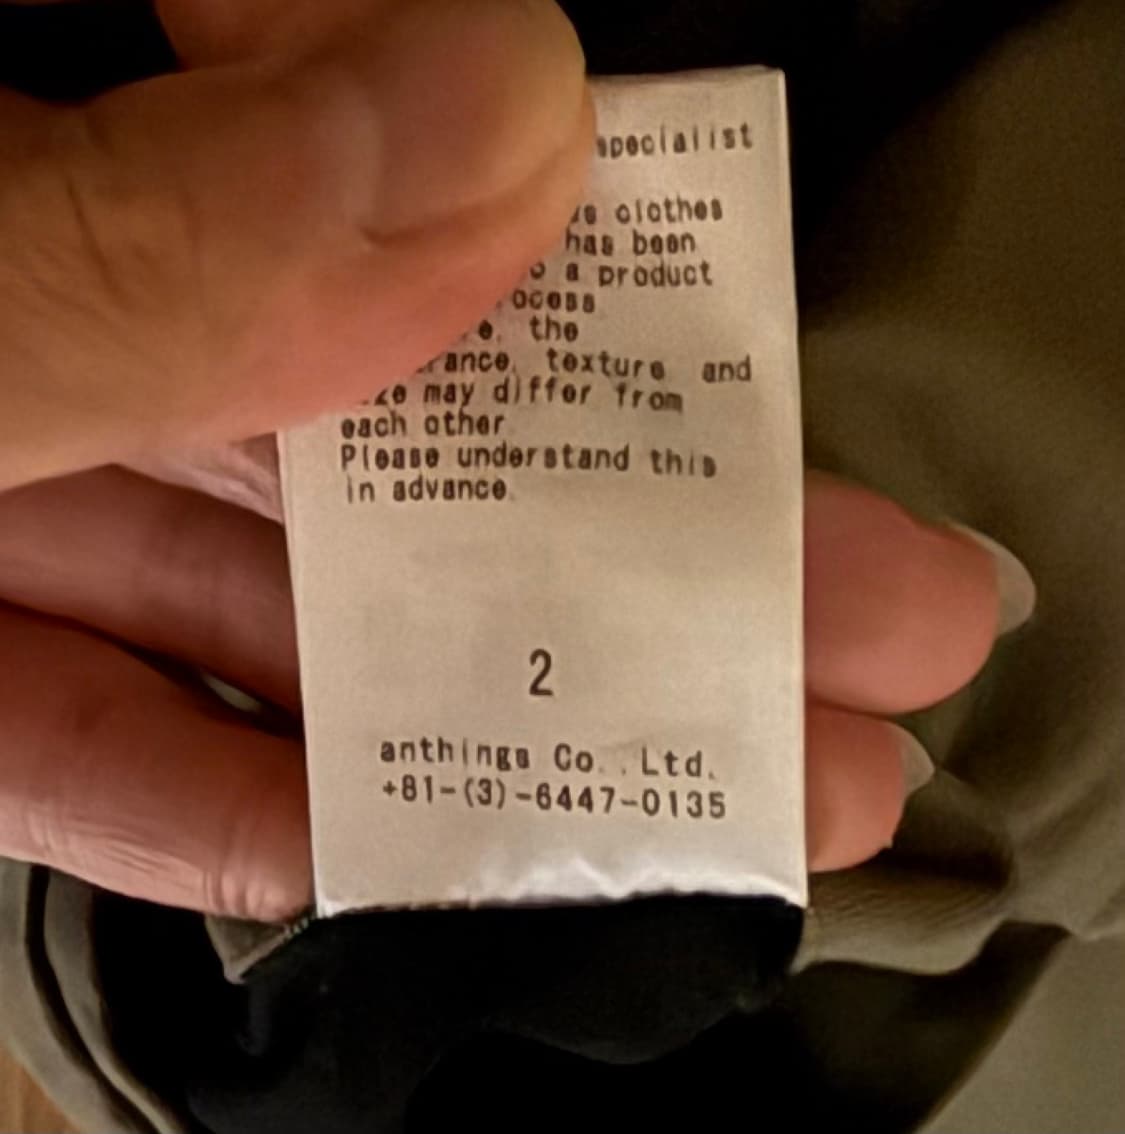 specialist
clothes
has been
a product
the
texture and
may differ from
each other
Please understand this
in advance.
2
anthings Co., Ltd.
+81-(3)-6447-0135